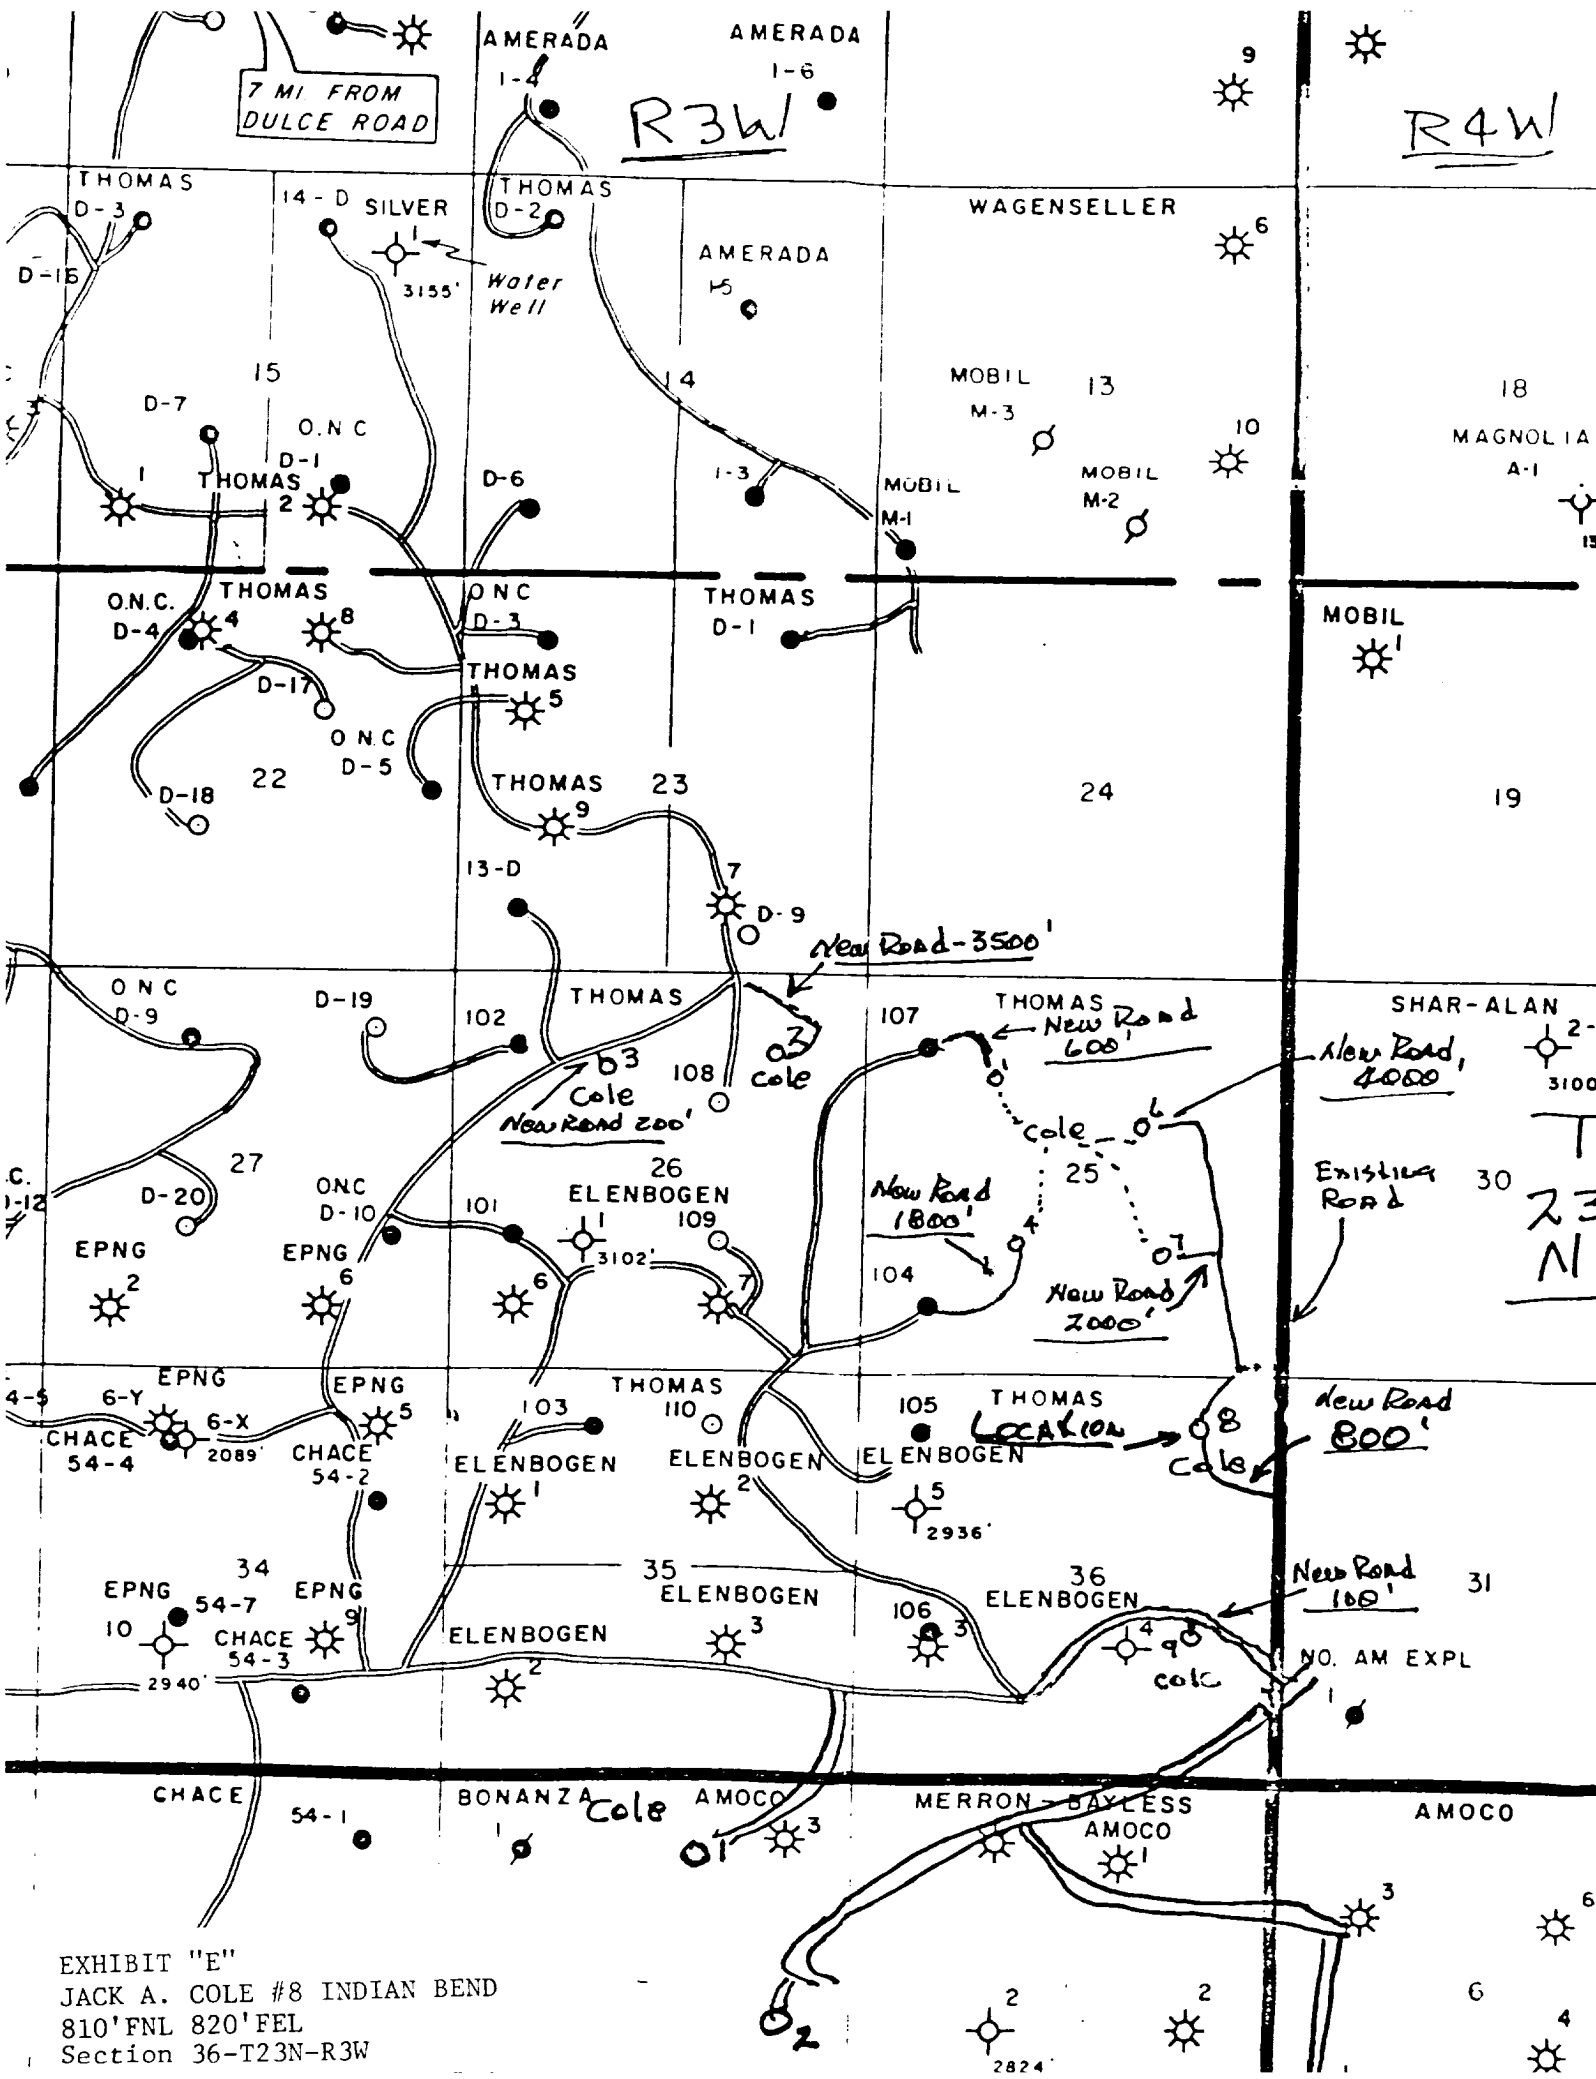 AMERADA
1-4
AMERADA
1-6
9
7 MI. FROM
DULCE ROAD
R3W
R4W
THOMAS
D-3
14-D
SILVER
1
3155'
Water
Well
THOMAS
D-2
WAGENSELLER
6
D-16
AMERADA
1-5
15
14
MOBIL
M-3
13
18
MAGNOLIA
A-1
10
3
D-7
O.N.C
D-1
1
THOMAS
2
D-6
1-3
MOBIL
M-1
MOBIL
M-2
13
O.N.C.
D-4
THOMAS
4
8
O N C
D-3
THOMAS
D-1
MOBIL
1
D-17
THOMAS
5
O N.C
D-5
22
D-18
THOMAS
9
23
24
19
13-D
7
D-9
New Road-3500'
O N C
D-9
D-19
102
THOMAS
107
THOMAS
New Road
600'
SHAR-ALAN
2-
3100
New Road,
4000'
3
Cole
New Road 200'
108
2
Cole
1
Cole
6
T
23
N
27
26
25
30
Existing
Road
.C.
D-12
D-20
O.N.C
D-10
101
ELENBOGEN
1
3102'
109
New Road
1800'
4
7
EPNG
2
EPNG
6
6
7
104
New Road
2000'
4-S
6-Y
EPNG
6-X
2089'
CHACE
54-4
EPNG
5
CHACE
54-2
103
THOMAS
110
105
THOMAS
Location
8
Cole
New Road
800'
ELENBOGEN
1
ELENBOGEN
2
ELENBOGEN
5
2936'
34
35
36
31
EPNG
10
54-7
EPNG
9
CHACE
54-3
2940'
ELENBOGEN
2
ELENBOGEN
3
106
3
ELENBOGEN
4
9
Cole
New Road
100'
NO. AM EXPL
1
CHACE
54-1
BONANZA
1
Cole
1
AMOCO
3
MERRION-BAYLESS
AMOCO
1
AMOCO
3
6
2
2
2824'
2
6
4
EXHIBIT "E"
JACK A. COLE #8 INDIAN BEND
810'FNL 820'FEL
Section 36-T23N-R3W